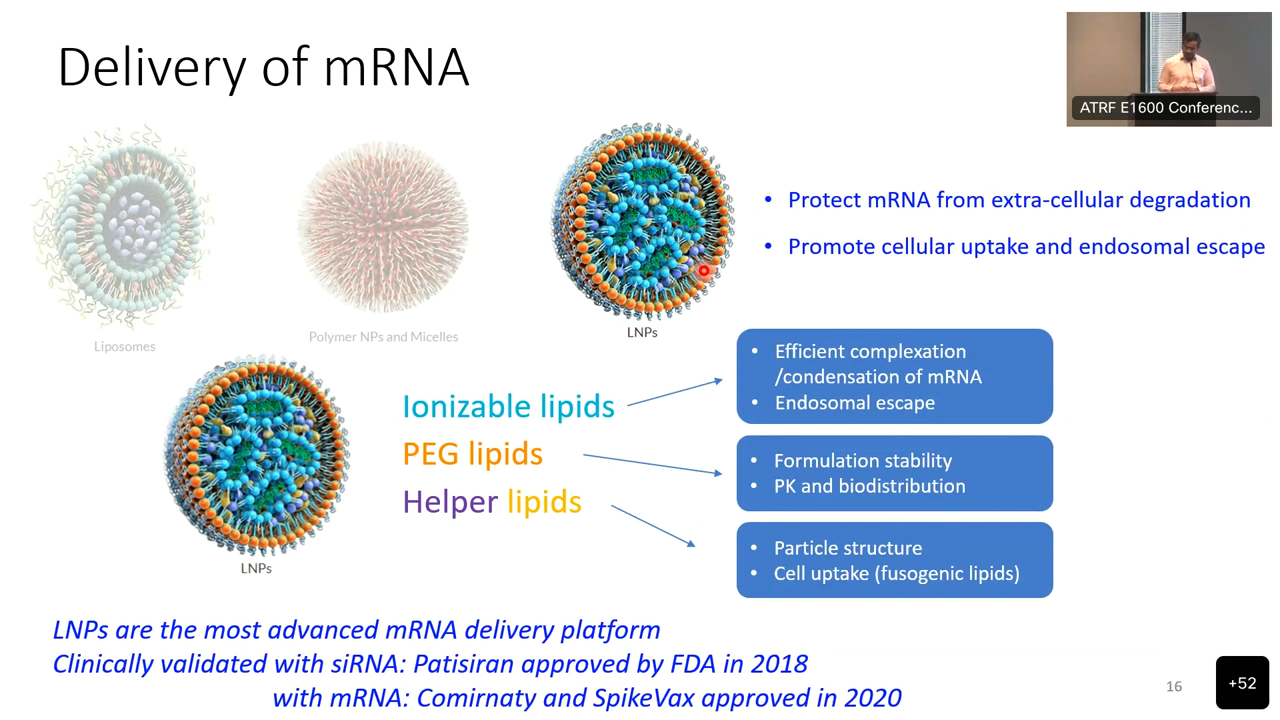 Delivery of mRNA
ATRF E1600 Conferenc...
• Protect mRNA from extra-cellular degradation
• Promote cellular uptake and endosomal escape
Liposomes
Polymer NPs and Micelles
LNPs
• Efficient complexation
/condensation of mRNA
• Endosomal escape
Ionizable lipids
PEG lipids
Helper lipids
• Formulation stability
• PK and biodistribution
• Particle structure
• Cell uptake (fusogenic lipids)
LNPs
LNPs are the most advanced mRNA delivery platform
Clinically validated with siRNA: Patisiran approved by FDA in 2018
with mRNA: Comirnaty and SpikeVax approved in 2020
16
+52